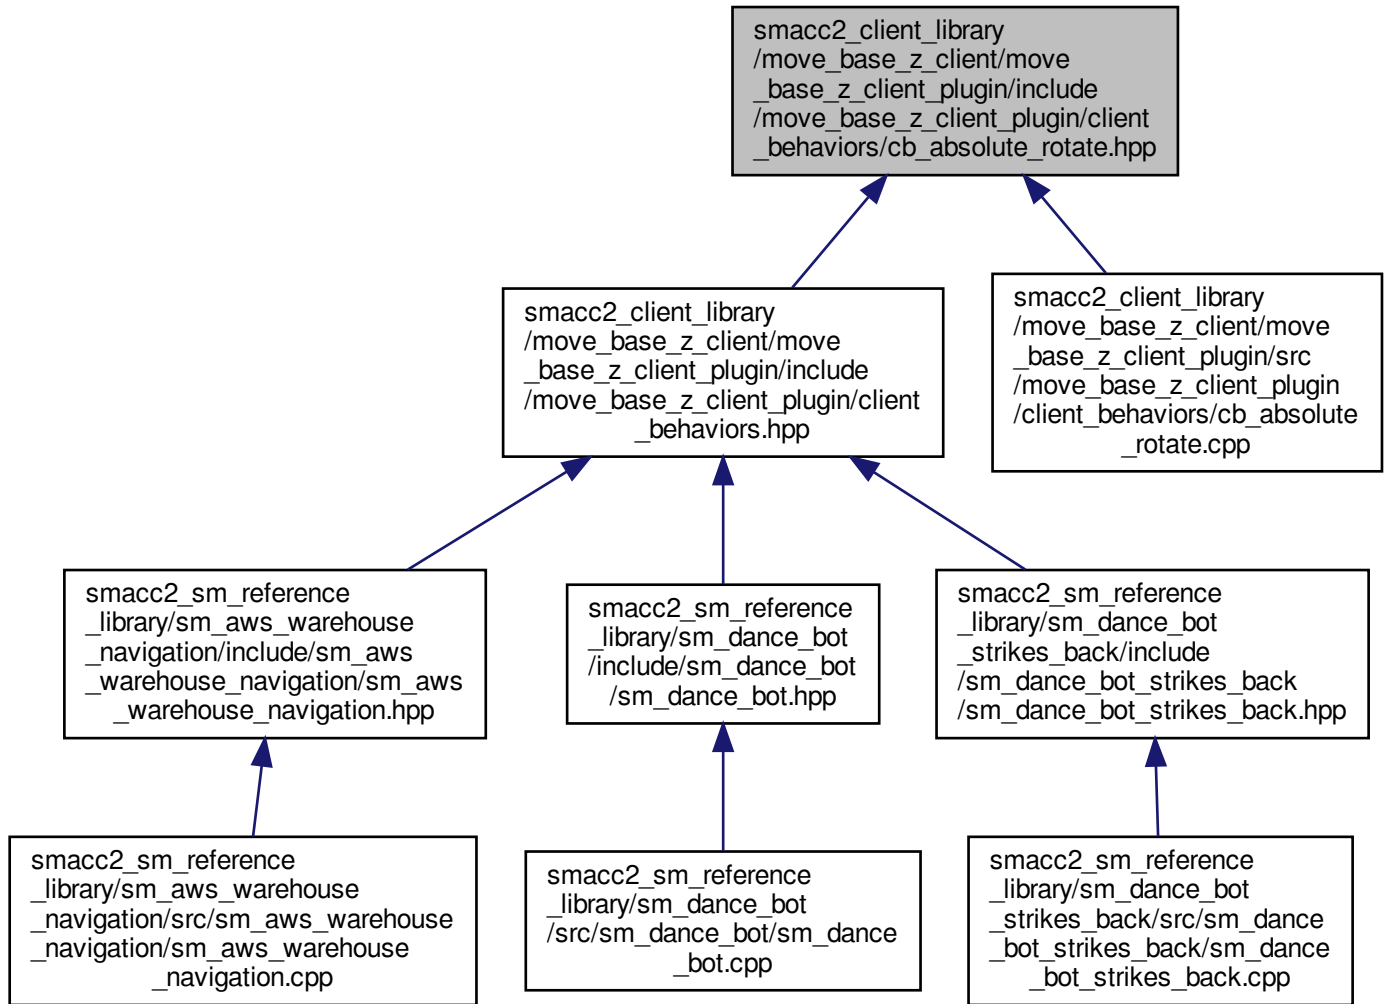 smacc2_client_library
/move_base_z_client/move
_base_z_client_plugin/include
/move_base_z_client_plugin/client
_behaviors/cb_absolute_rotate.hpp
smacc2_client_library
/move_base_z_client/move
_base_z_client_plugin/include
/move_base_z_client_plugin/client
_behaviors.hpp
smacc2_client_library
/move_base_z_client/move
_base_z_client_plugin/src
/move_base_z_client_plugin
/client_behaviors/cb_absolute
_rotate.cpp
smacc2_sm_reference
_library/sm_aws_warehouse
_navigation/include/sm_aws
_warehouse_navigation/sm_aws
_warehouse_navigation.hpp
smacc2_sm_reference
_library/sm_dance_bot
/include/sm_dance_bot
/sm_dance_bot.hpp
smacc2_sm_reference
_library/sm_dance_bot
_strikes_back/include
/sm_dance_bot_strikes_back
/sm_dance_bot_strikes_back.hpp
smacc2_sm_reference
_library/sm_aws_warehouse
_navigation/src/sm_aws_warehouse
_navigation/sm_aws_warehouse
_navigation.cpp
smacc2_sm_reference
_library/sm_dance_bot
/src/sm_dance_bot/sm_dance
_bot.cpp
smacc2_sm_reference
_library/sm_dance_bot
_strikes_back/src/sm_dance
_bot_strikes_back/sm_dance
_bot_strikes_back.cpp